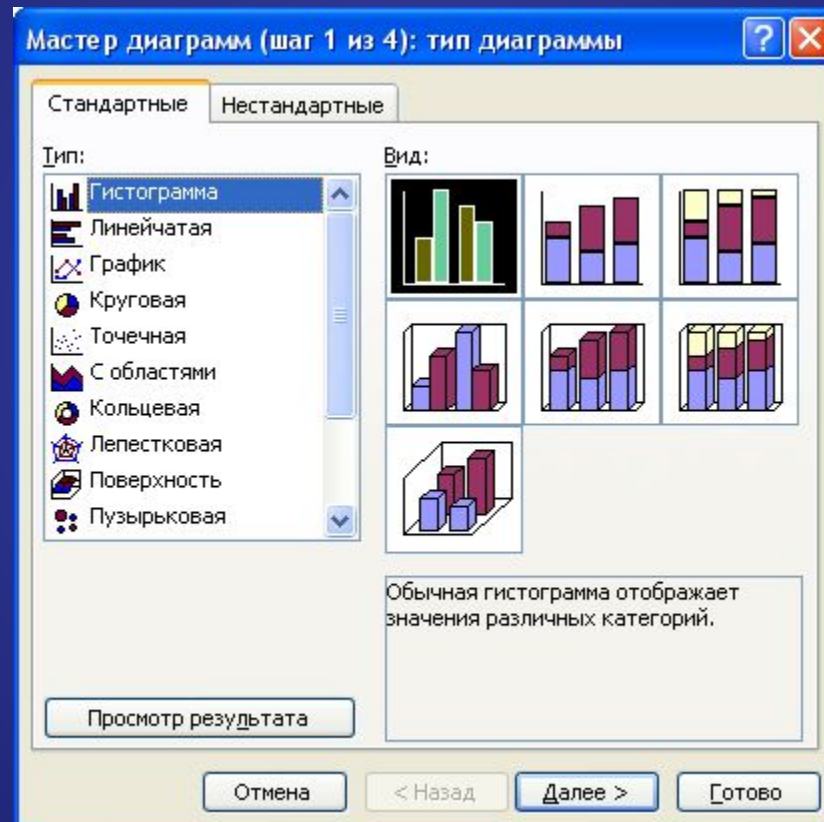 Мастер диаграмм (шаг 1 из 4): тип диаграммы
Стандартные
Нестандартные
Тип:
Гистограмма
Линейчатая
График
Круговая
Точечная
С областями
Кольцевая
Лепестковая
Поверхность
Пузырьковая
Вид:
Обычная гистограмма отображает
значения различных категорий.
Просмотр результата
Отмена
< Назад
Далее >
Готово